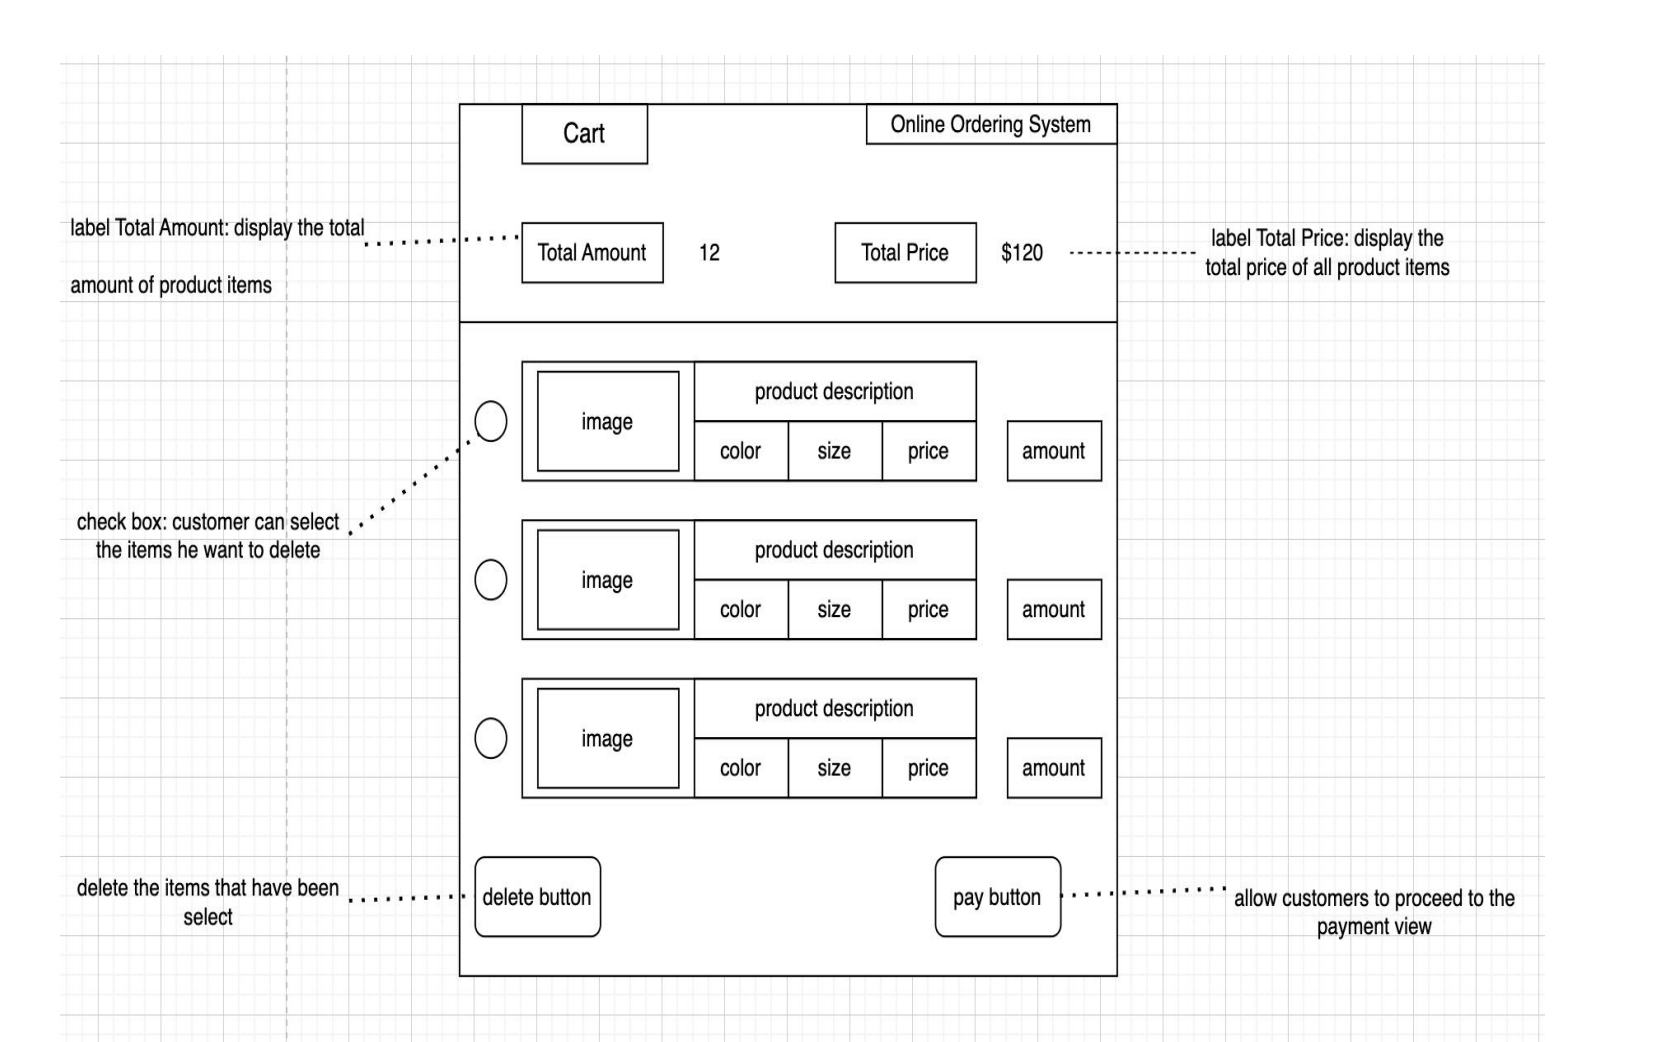 Cart
Online Ordering System
label Total Amount: display the total
amount of product items
Total Amount
12
Total Price
$120
label Total Price: display the
total price of all product items
product description
image
color
size
price
amount
check box: customer can select
the items he want to delete
product description
image
color
size
price
amount
product description
image
color
size
price
amount
delete the items that have been
select
delete button
pay button
allow customers to proceed to the
payment view